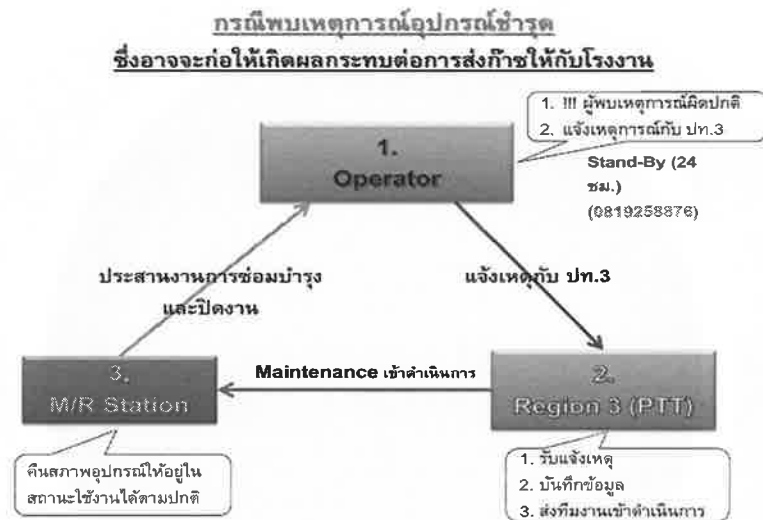 กรณีพบเหตุการณ์อุปกรณ์ชำรุด
ซึ่งอาจจะก่อให้เกิดผลกระทบต่อการส่งก๊าซให้กับโรงงาน
1. !!! ผู้พบเหตุการณ์ผิดปกติ
2. แจ้งเหตุการณ์กับ ปท.3
1.
Operator
Stand-By (24
ชม.)
(0819258876)
ประสานงานการซ่อมบำรุง
และปิดงาน
แจ้งเหตุกับ ปท.3
3.
M/R Station
Maintenance เข้าดำเนินการ
2.
Region 3 (PTT)
คืนสภาพอุปกรณ์ให้อยู่ใน
สถานะใช้งานได้ตามปกติ
1. รับแจ้งเหตุ
2. บันทึกข้อมูล
3. ส่งทีมงานเข้าดำเนินการ